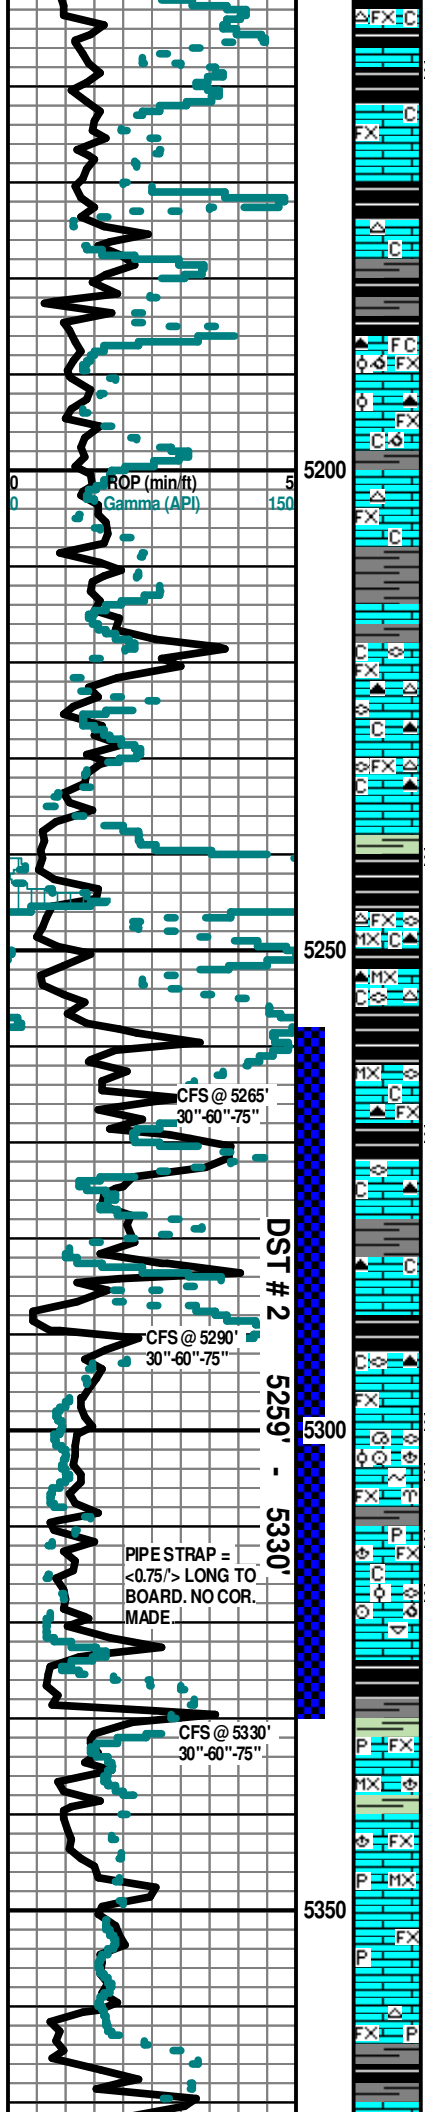 FX C
C
FX
C
F C
FX
FX
C
0 ROP (min/ft) 5
5200
0 Gamma (API) 150
FX
C
C
FX
C
FX
C
FX
MX C
5250
MX
C
MX
CFS @ 5265'
C
30"-60"-75"
FX
C
DST # 2 5259' - 5330'
C
CFS @ 5290'
30"-60"-75"
C
FX
5300
FX
P
PIPE STRAP =
FX
<0.75/'> LONG TO
C
BOARD. NO COR.
MADE.
CFS @ 5330'
P FX
30"-60"-75"
MX
FX
P MX
5350
FX
P
FX P